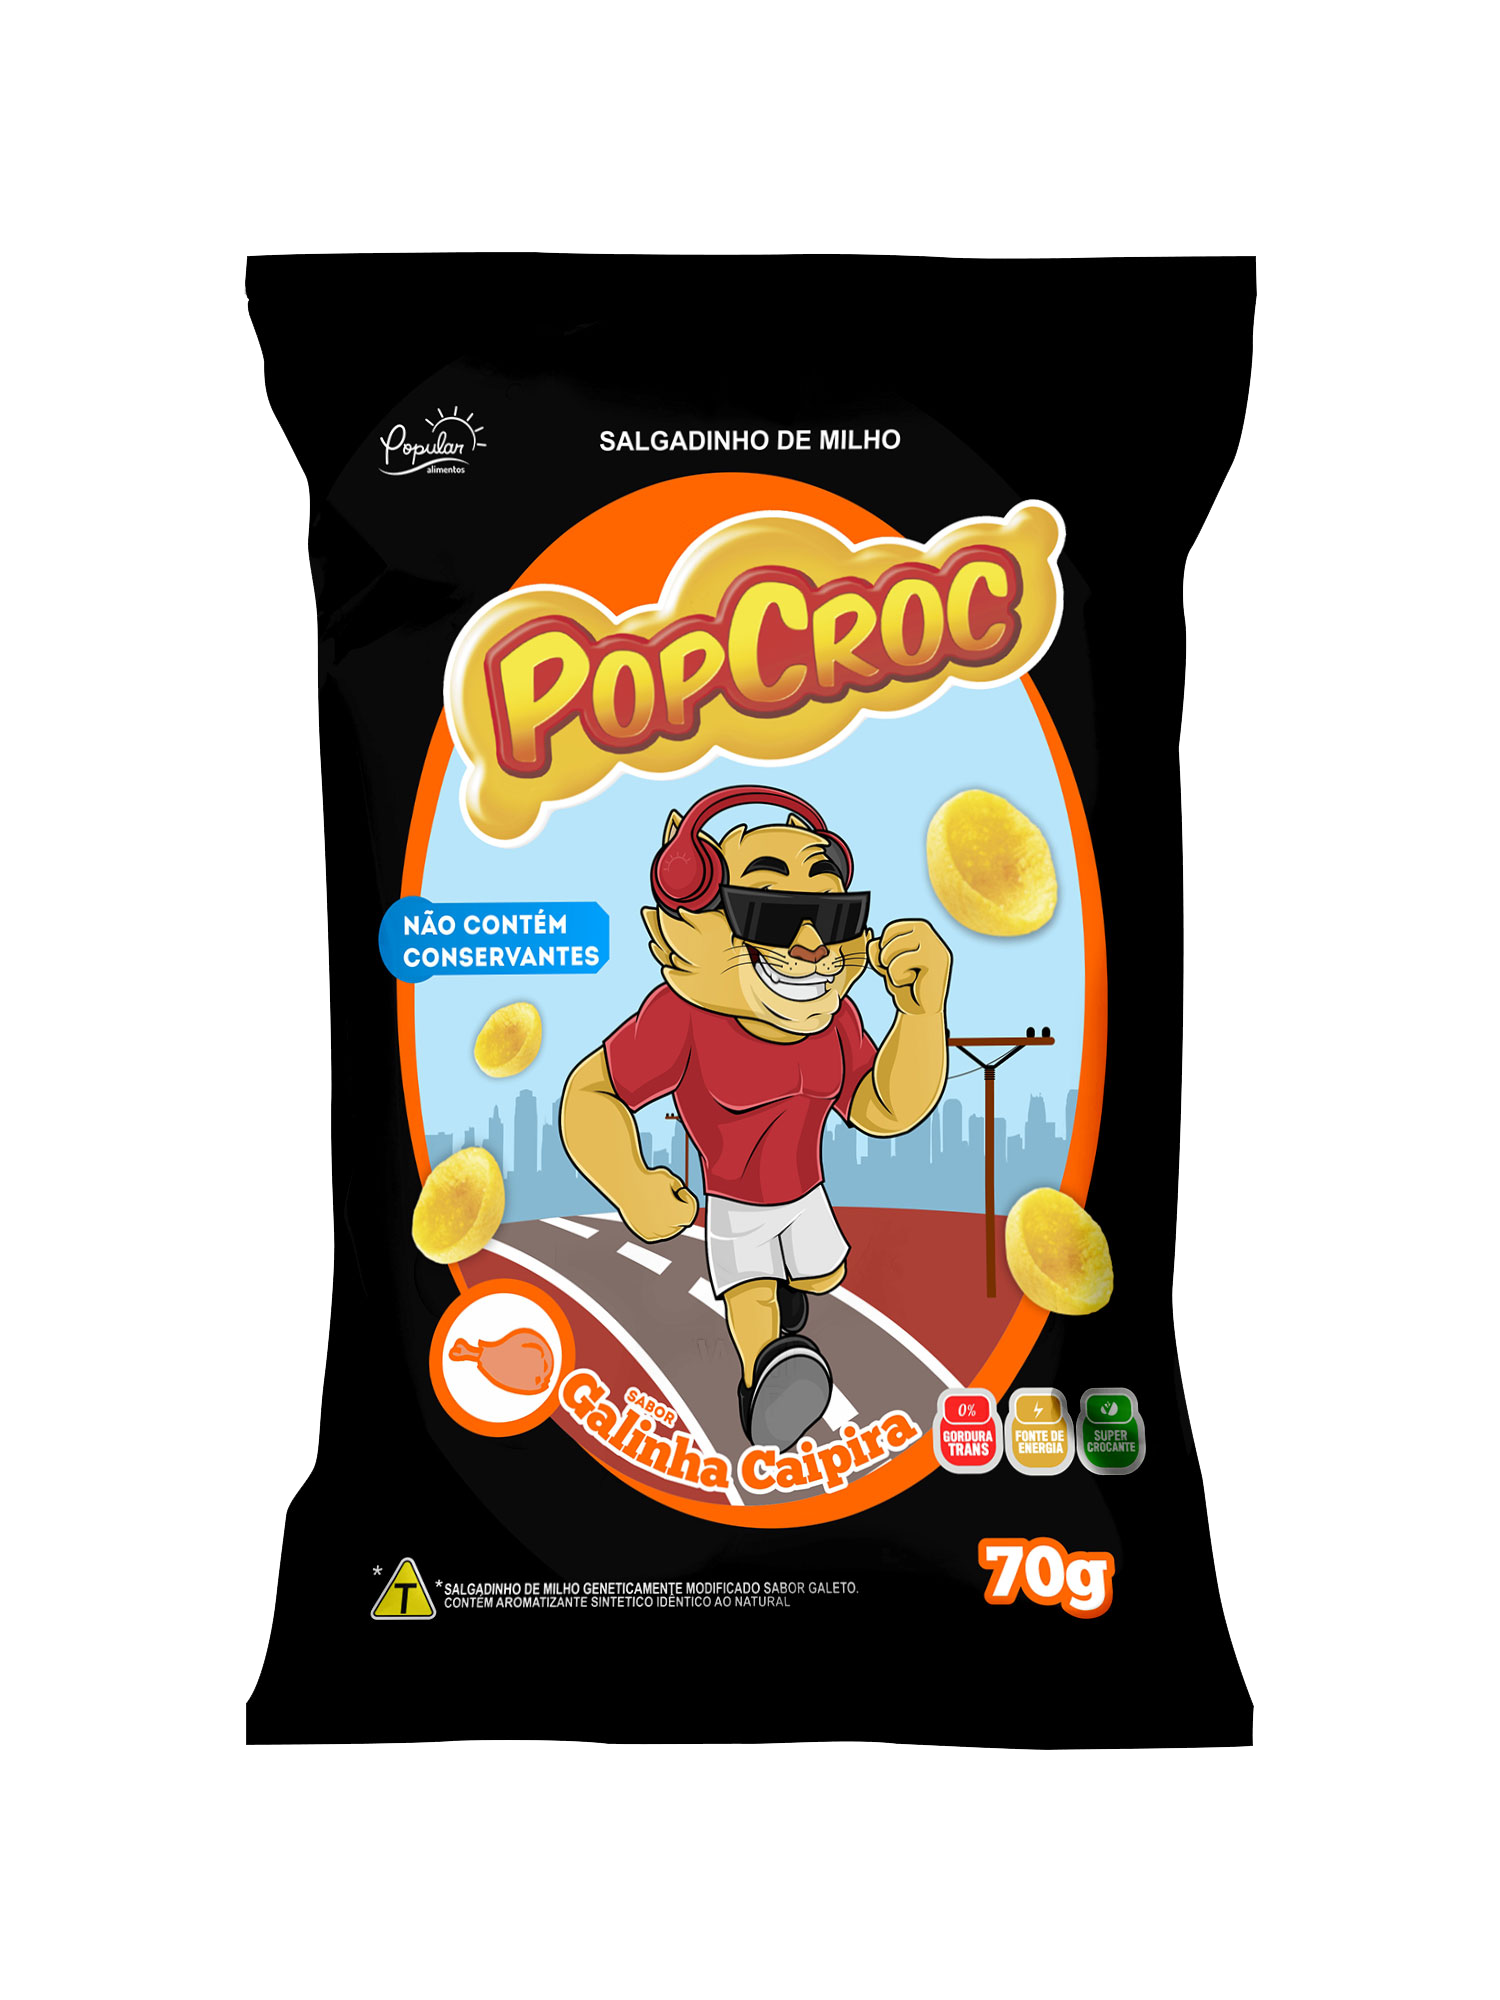 Popular
alimentos
SALGADINHO DE MILHO
POPCROC
NÃO CONTÉM
CONSERVANTES
SABOR
Galinha Caipira
0%
GORDURA
TRANS
FONTE DE
ENERGIA
SUPER
CROCANTE
70g
*
T
*SALGADINHO DE MILHO GENETICAMENTE MODIFICADO SABOR GALETO.
CONTÉM AROMATIZANTE SINTETICO IDÊNTICO AO NATURAL